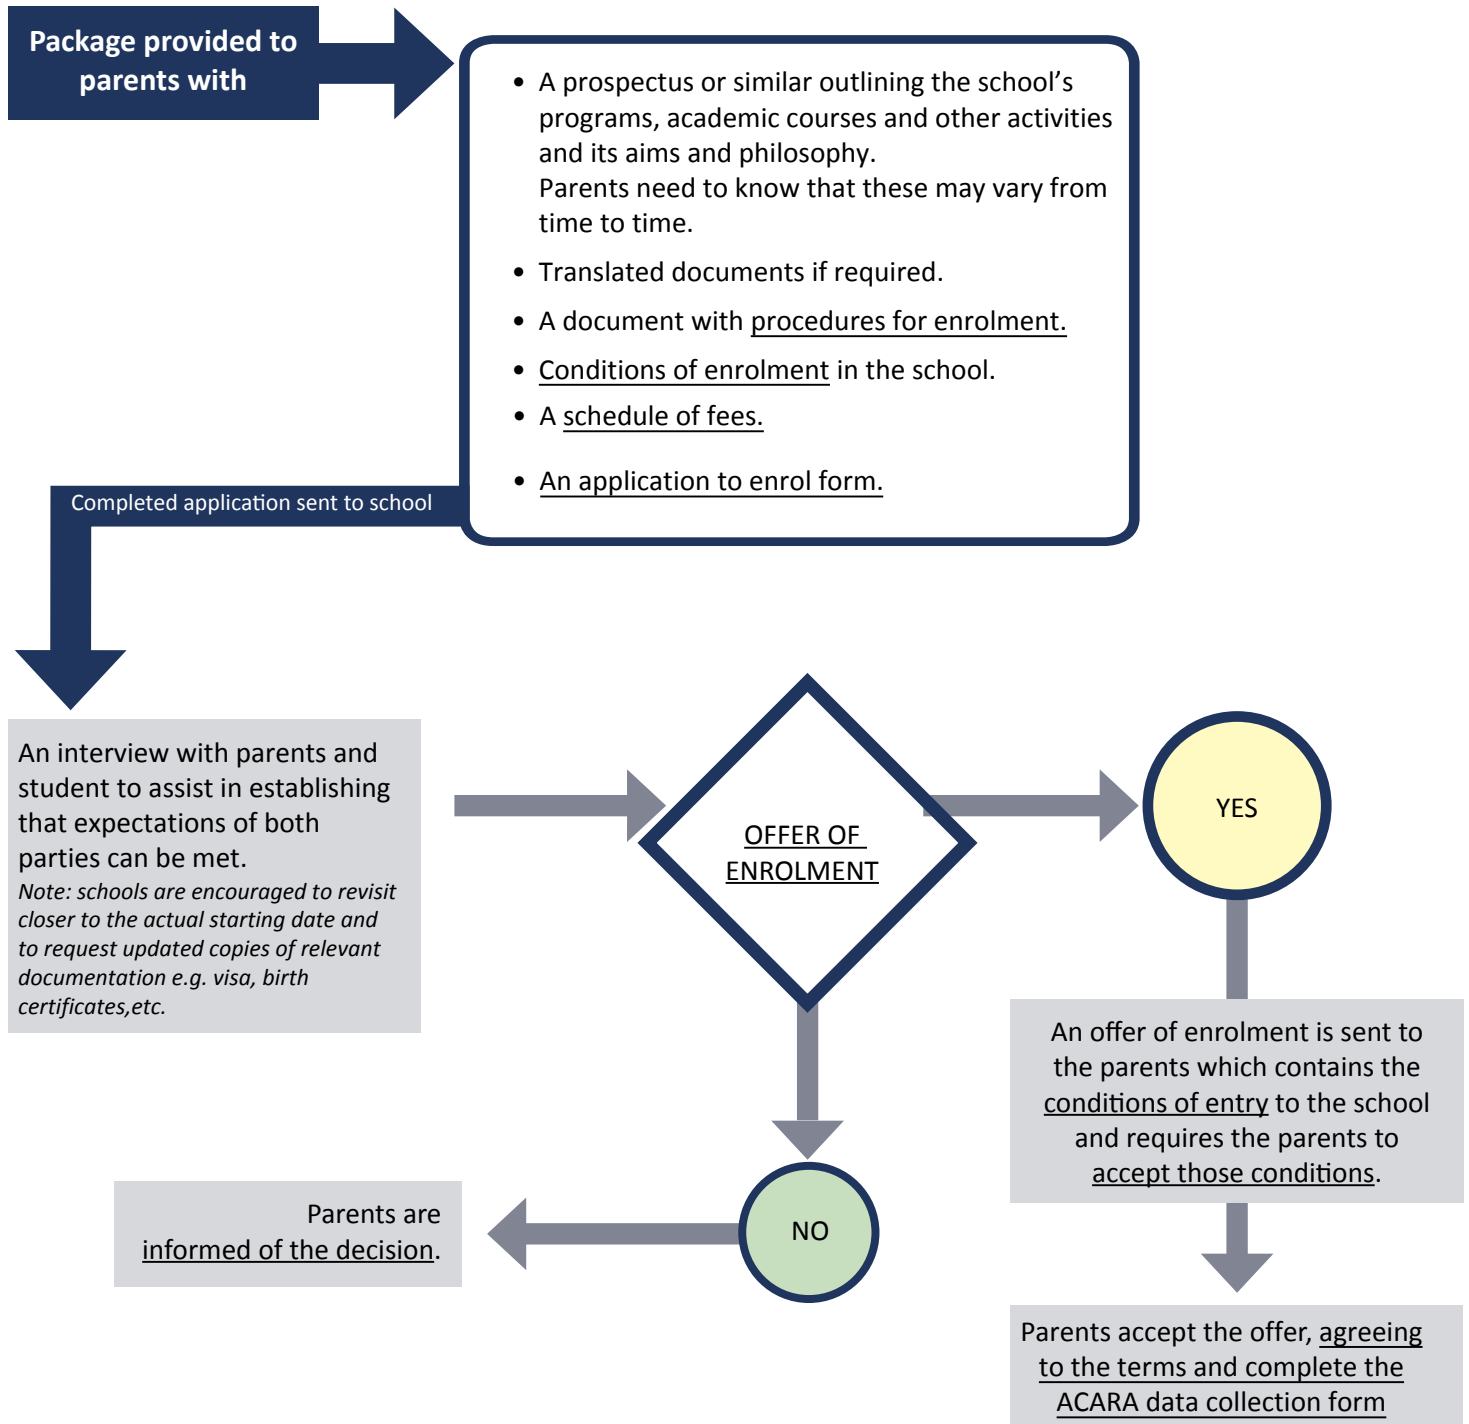 Package provided to
parents with
• A prospectus or similar outlining the school’s
programs, academic courses and other activities
and its aims and philosophy.
Parents need to know that these may vary from
time to time.
• Translated documents if required.
• A document with procedures for enrolment.
• Conditions of enrolment in the school.
• A schedule of fees.
• An application to enrol form.
Completed application sent to school
An interview with parents and
student to assist in establishing
that expectations of both
parties can be met.
Note: schools are encouraged to revisit
closer to the actual starting date and
to request updated copies of relevant
documentation e.g. visa, birth
certificates,etc.
OFFER OF
ENROLMENT
YES
An offer of enrolment is sent to
the parents which contains the
conditions of entry to the school
and requires the parents to
accept those conditions.
NO
Parents are
informed of the decision.
Parents accept the offer, agreeing
to the terms and complete the
ACARA data collection form